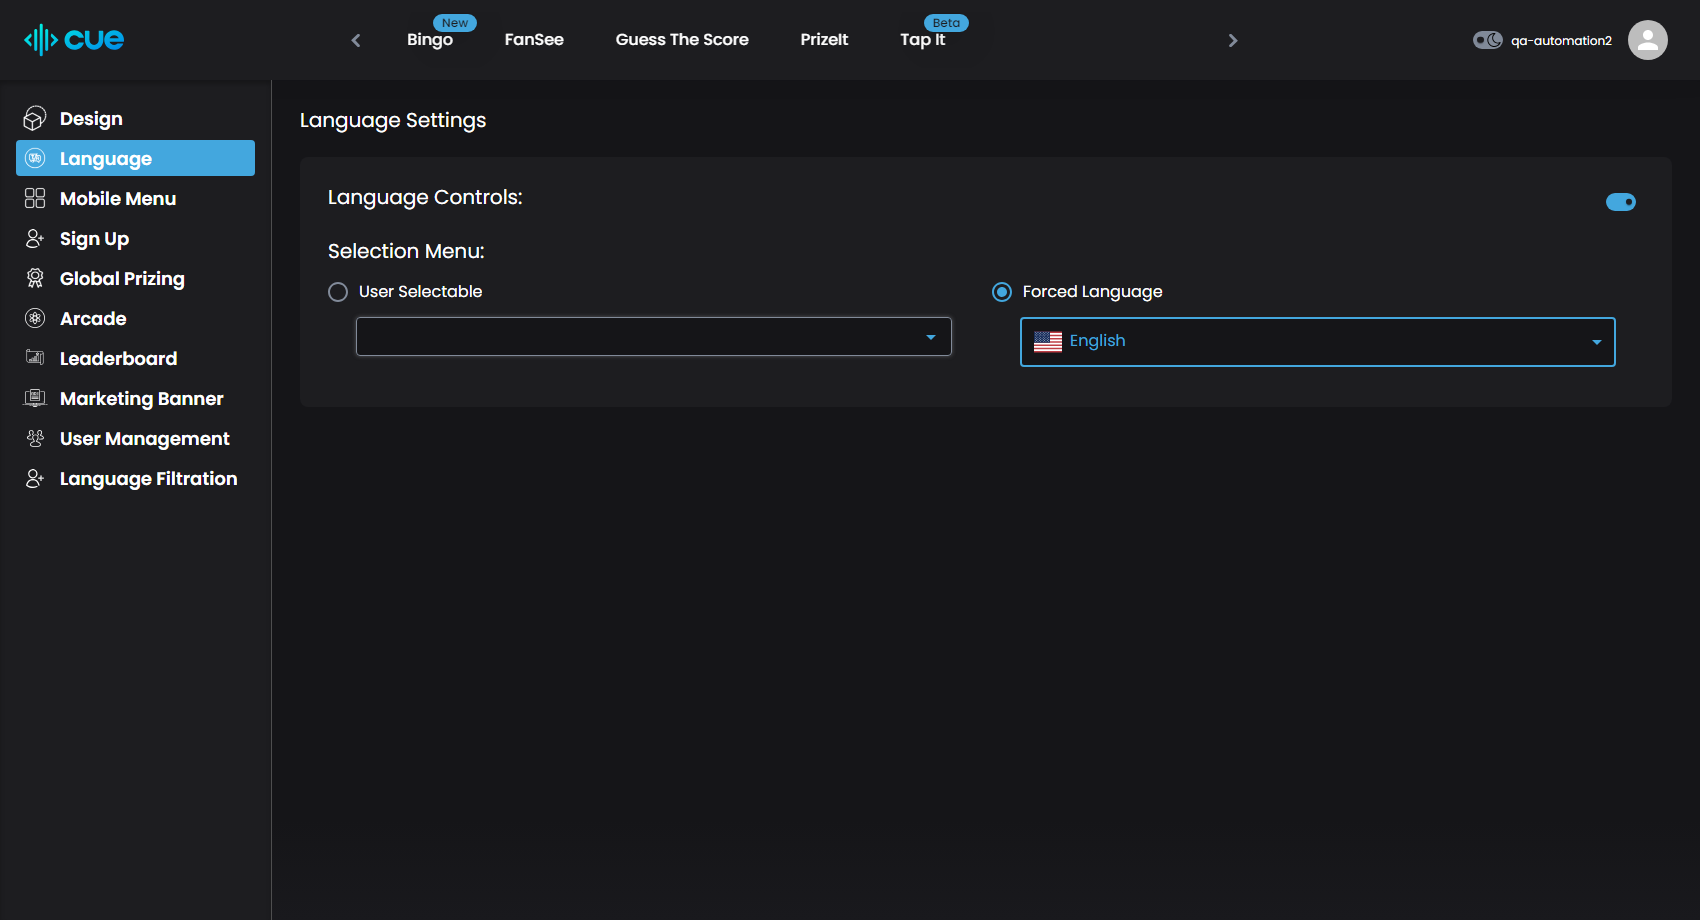 cue
Bingo New
FanSee
Guess The Score
PrizeIt
Tap It Beta
qa-automation2
Design
Language
Mobile Menu
Sign Up
Global Prizing
Arcade
Leaderboard
Marketing Banner
User Management
Language Filtration
Language Settings
Language Controls:
Selection Menu:
User Selectable
Forced Language
English